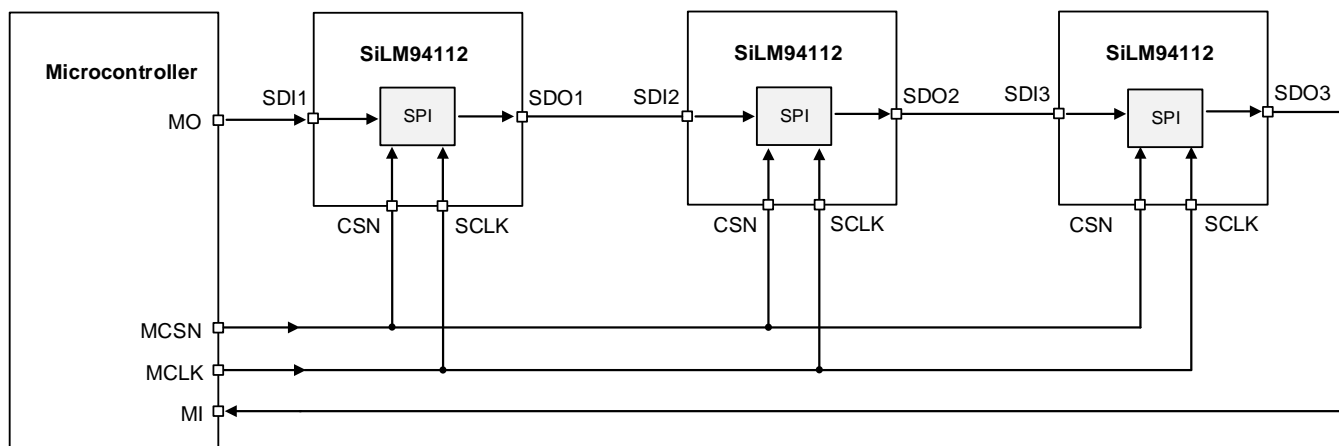 SiLM94112
SiLM94112
SiLM94112
Microcontroller
SDI1
SDO1
SDI2
SDO2
SDI3
SDO3
MO
SPI
SPI
SPI
CSN
SCLK
CSN
SCLK
CSN
SCLK
MCSN
MCLK
MI